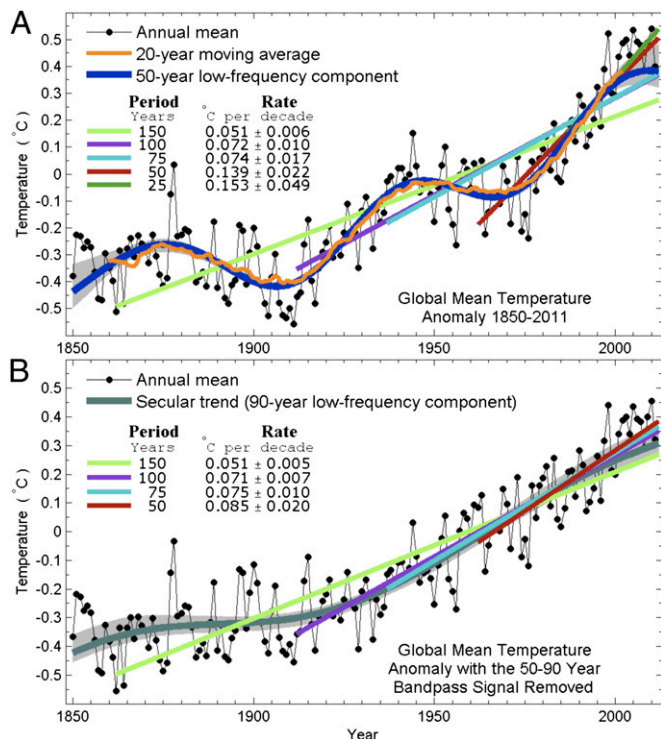 A
Annual mean
20-year moving average
50-year low-frequency component
Period Rate
Years °C per decade
150 0.051 ± 0.006
100 0.072 ± 0.010
75 0.074 ± 0.017
50 0.139 ± 0.022
25 0.153 ± 0.049
Temperature (°C)
0.5
0.4
0.3
0.2
0.1
0
-0.1
-0.2
-0.3
-0.4
-0.5
Global Mean Temperature
Anomaly 1850-2011
1850 1900 1950 2000
B
Annual mean
Secular trend (90-year low-frequency component)
Period Rate
Years °C per decade
150 0.051 ± 0.005
100 0.071 ± 0.007
75 0.075 ± 0.010
50 0.085 ± 0.020
Temperature (°C)
0.5
0.4
0.3
0.2
0.1
0
-0.1
-0.2
-0.3
-0.4
-0.5
Global Mean Temperature
Anomaly with the 50-90 Year
Bandpass Signal Removed
1850 1900 1950 2000
Year